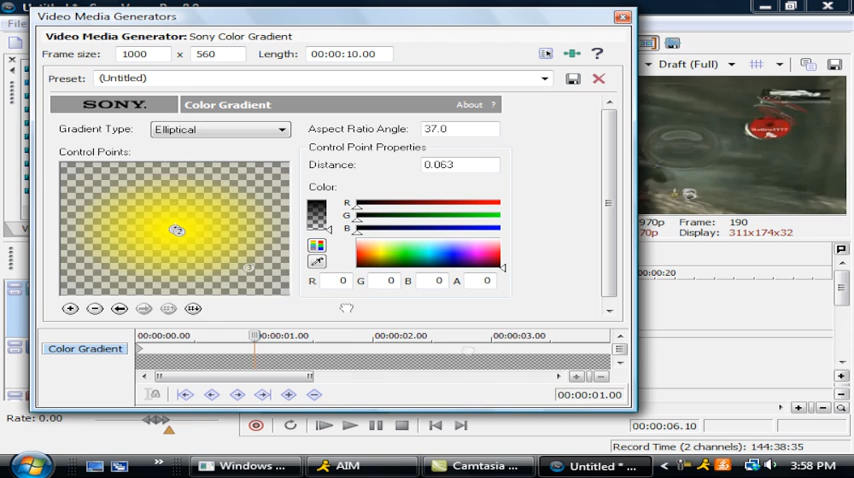 Video Media Generators
Video Media Generator: Sony Color Gradient
Frame size: 1000 x 560 Length: 00:00:10.00
?
Preset: (Untitled)
Draft (Full)
SONY. Color Gradient About ?
Gradient Type: Elliptical Aspect Ratio Angle: 37.0
Control Points: Control Point Properties
Distance: 0.063
Color:
R
G
B
2
3
R 0 G 0 B 0 A 0
970p Frame: 190
70p Display: 311x174x32
00:00:20
00:00:00.00 00:00:01.00 00:00:02.00 00:00:03.00
Color Gradient
00:00:01.00
Rate: 0.00
00:00:06.10
Record Time (2 channels): 144:38:35
Windows ... AIM Camtasia ... Untitled * ... 3:58 PM